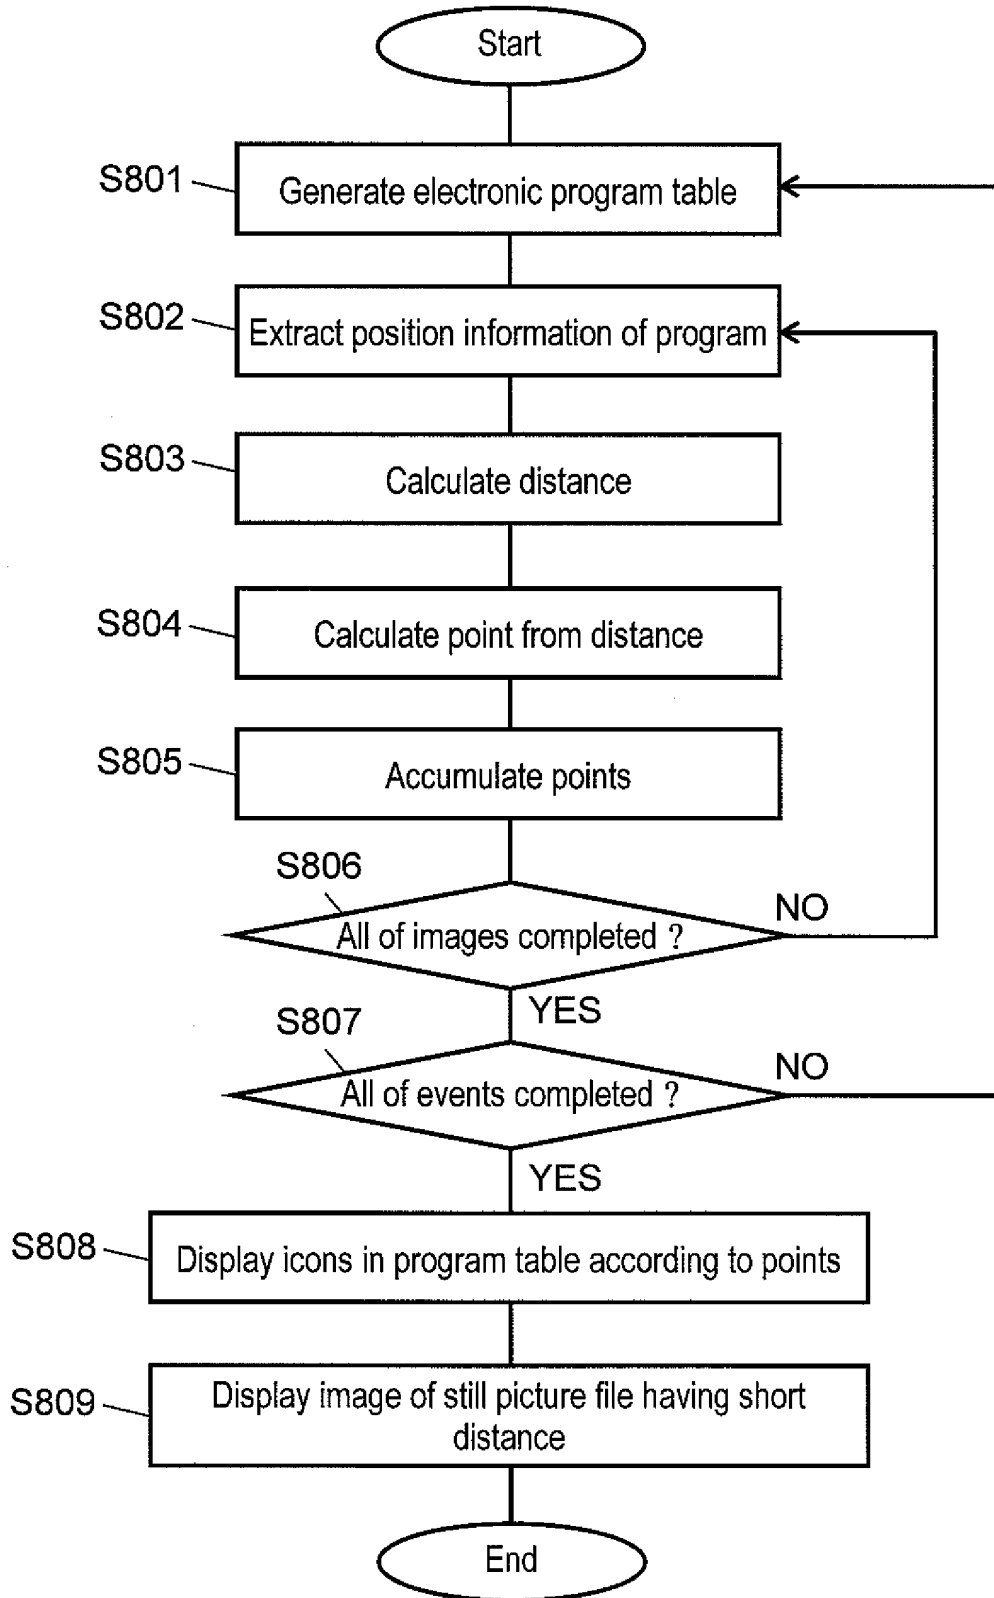 Start
S801
Generate electronic program table
S802
Extract position information of program
S803
Calculate distance
S804
Calculate point from distance
S805
Accumulate points
S806
All of images completed ?
NO
YES
S807
All of events completed ?
NO
YES
S808
Display icons in program table according to points
S809
Display image of still picture file having short
distance
End